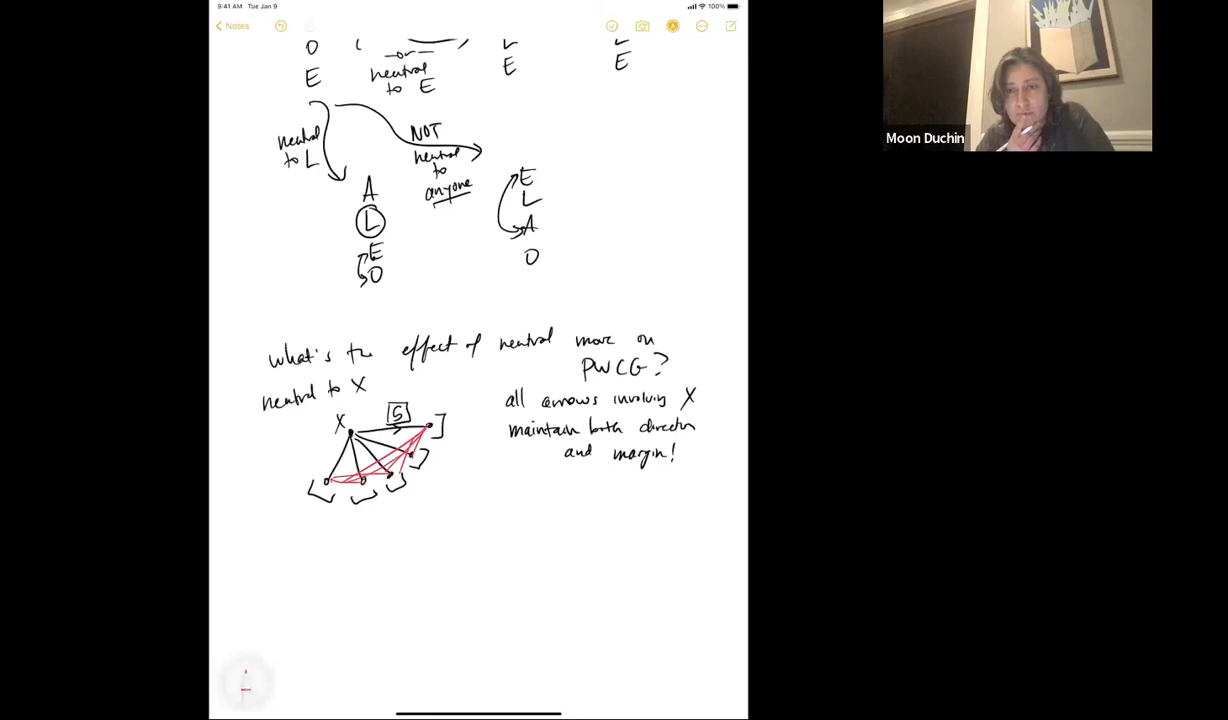 9:41 AM Tue Jan 9
100%
Notes
O
E
—or—
neutral
to E
L
E
L
E
neutral
to L
NOT
neutral
to
anyone
A
L
E
O
E
L
A
O
what's the effect of neutral move on
PWCG?
neutral to X
X
5
all arrows involving X
maintain both direction
and margin!
Moon Duchin